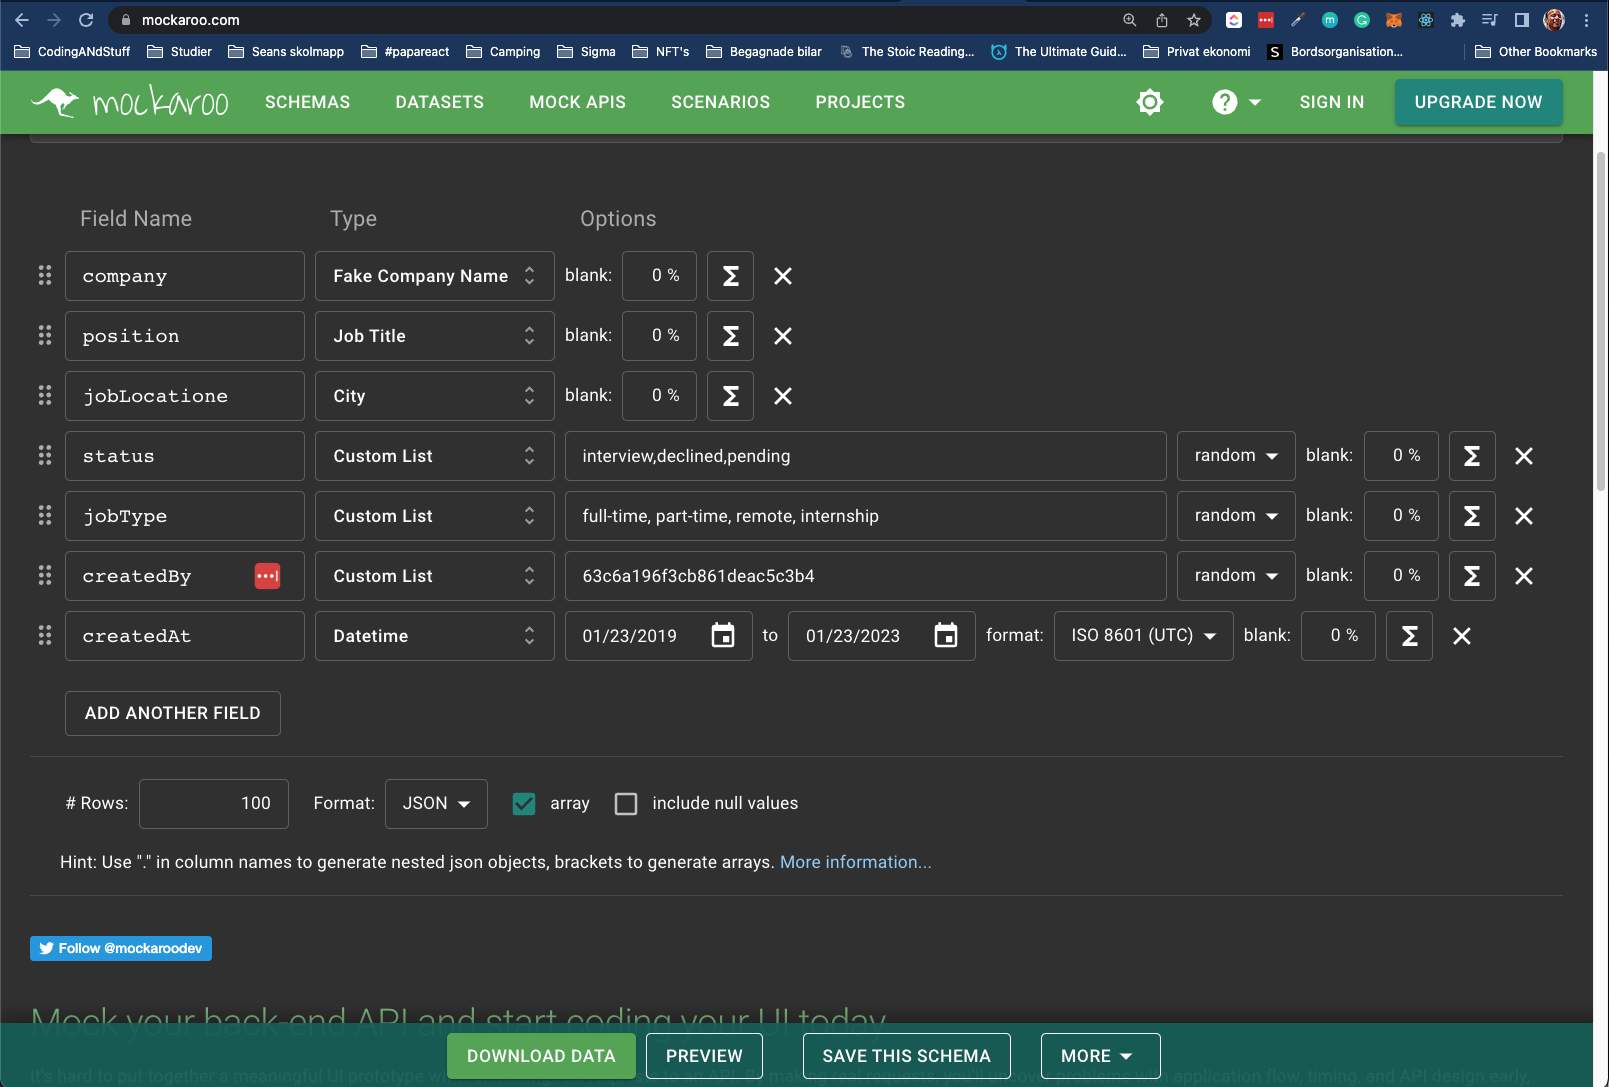 mockaroo.com
CodingANdStuff Studier Seans skolmapp #papareact Camping Sigma NFT's Begagnade bilar The Stoic Reading... The Ultimate Guid... Privat ekonomi S Bordsorganisation... Other Bookmarks
mockaroo SCHEMAS DATASETS MOCK APIS SCENARIOS PROJECTS ? SIGN IN UPGRADE NOW
Field Name Type Options
company Fake Company Name blank: 0 % Σ
position Job Title blank: 0 % Σ
jobLocatione City blank: 0 % Σ
status Custom List interview,declined,pending random blank: 0 % Σ
jobType Custom List full-time, part-time, remote, internship random blank: 0 % Σ
createdBy Custom List 63c6a196f3cb861deac5c3b4 random blank: 0 % Σ
createdAt Datetime 01/23/2019 to 01/23/2023 format: ISO 8601 (UTC) blank: 0 % Σ
ADD ANOTHER FIELD
# Rows: 100 Format: JSON array include null values
Hint: Use "." in column names to generate nested json objects, brackets to generate arrays. More information...
Follow @mockaroodev
Mock your back-end API and start coding your UI today
DOWNLOAD DATA PREVIEW SAVE THIS SCHEMA MORE
It's hard to put together a meaningful UI prototype without making real requests to an API. By making real requests, you'll uncover problems with application flow, timing, and API design early,